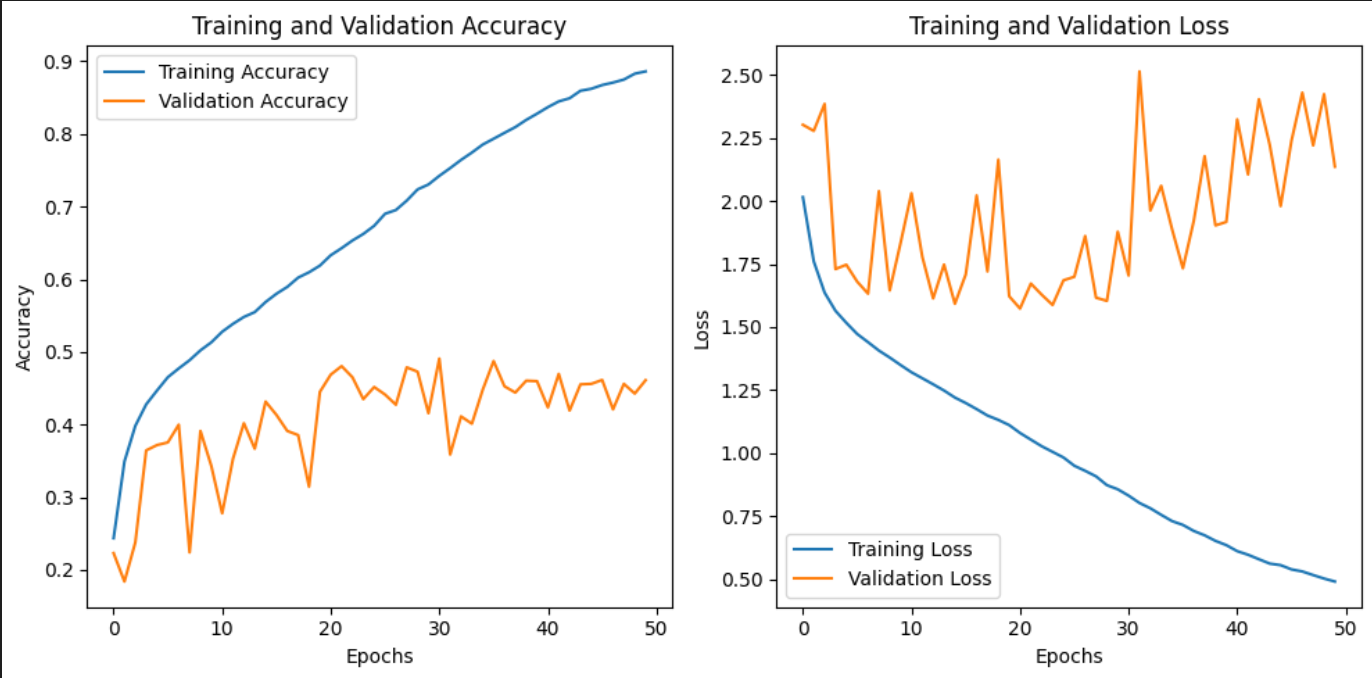 Training and Validation Accuracy
0.9
0.8
0.7
0.6
0.5
0.4
0.3
0.2
Accuracy
Training Accuracy
Validation Accuracy
0 10 20 30 40 50
Epochs
Training and Validation Loss
2.50
2.25
2.00
1.75
1.50
1.25
1.00
0.75
0.50
Loss
Training Loss
Validation Loss
0 10 20 30 40 50
Epochs